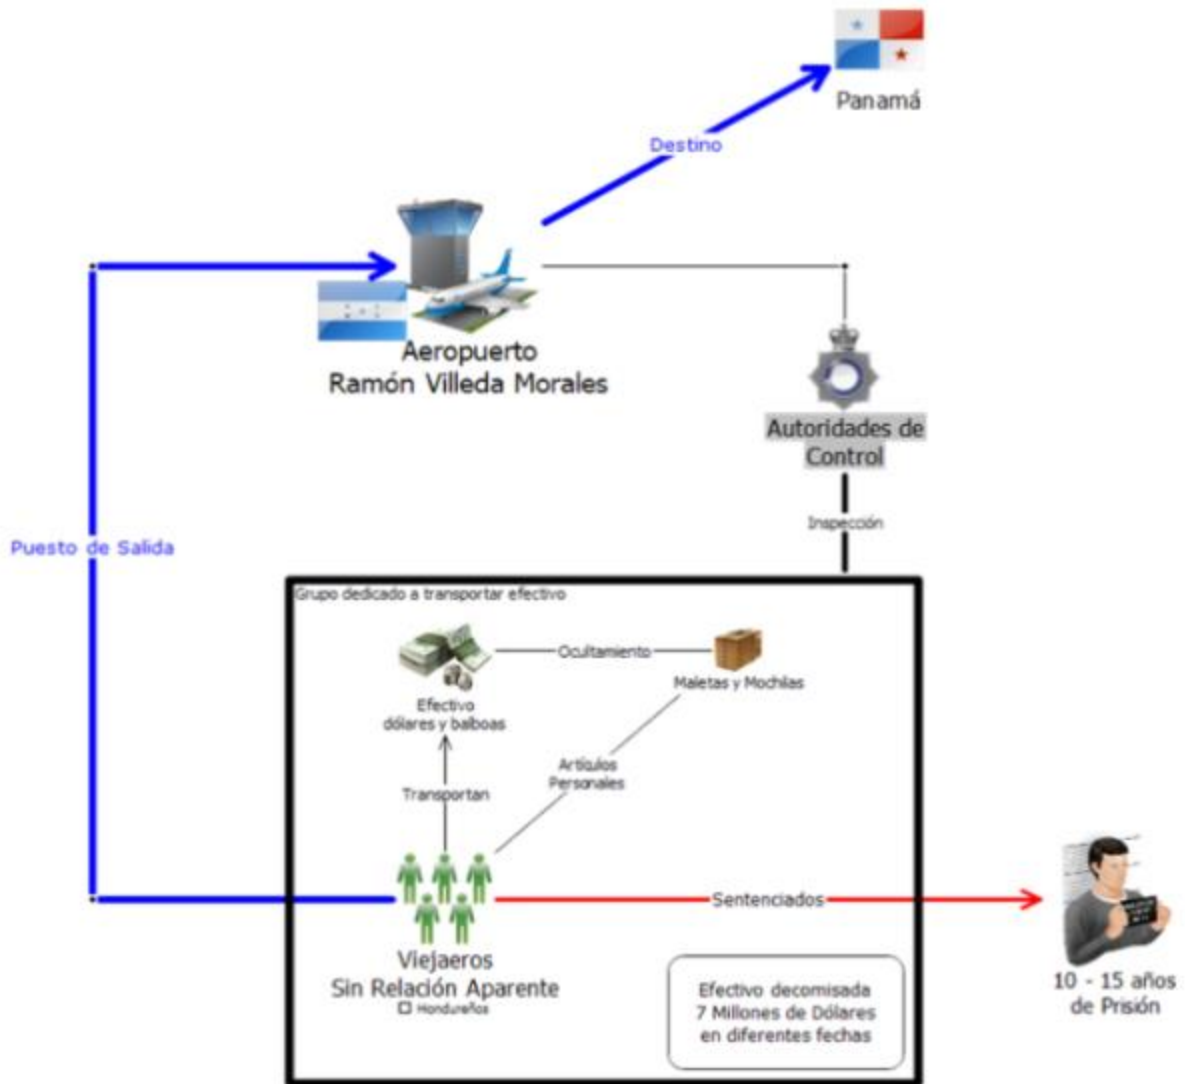 Panamá
Destino
Aeropuerto
Ramón Villeda Morales
Autoridades de
Control
Inspección
Puesto de Salida
Grupo dedicado a transportar efectivo
Ocultamiento
Maletas y Mochilas
Efectivo
dólares y balboas
Artículos
Personales
Transportan
Sentenciados
Viejaeros
Sin Relación Aparente
Hondureños
Efectivo decomisada
7 Millones de Dólares
en diferentes fechas
10 - 15 años
de Prisión